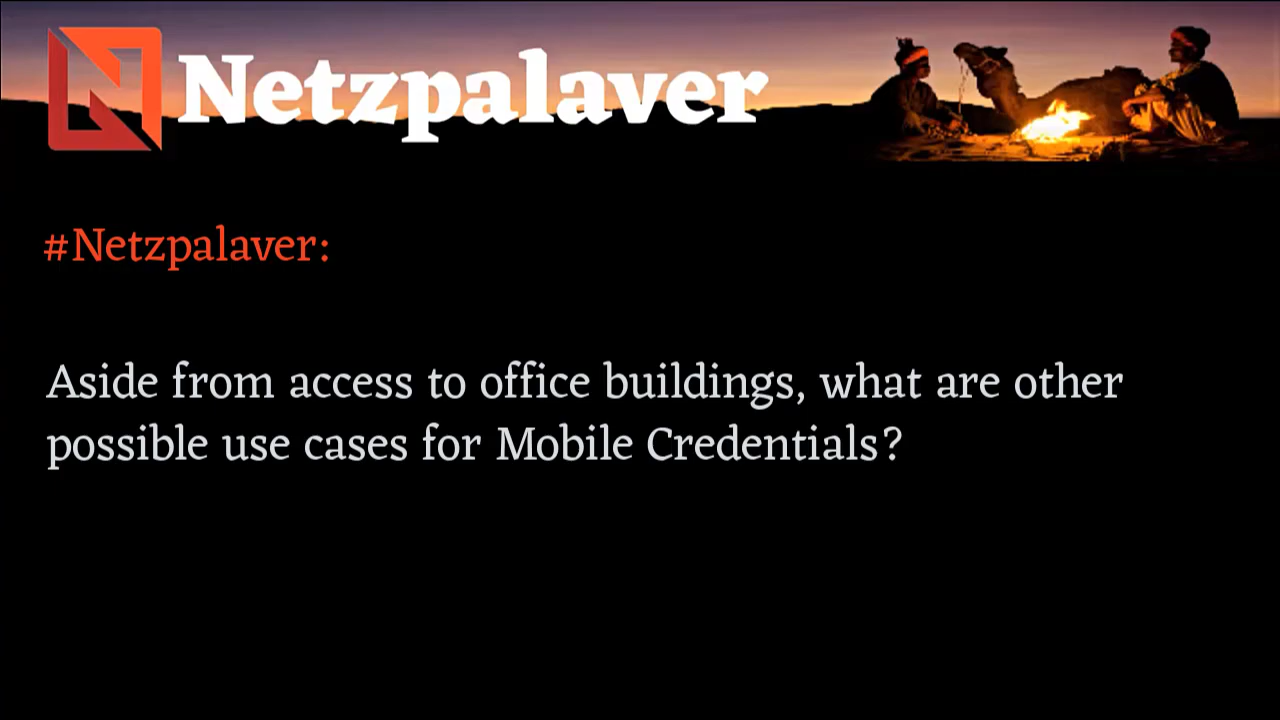 Netzpalaver
#Netzpalaver:
Aside from access to office buildings, what are other
possible use cases for Mobile Credentials?